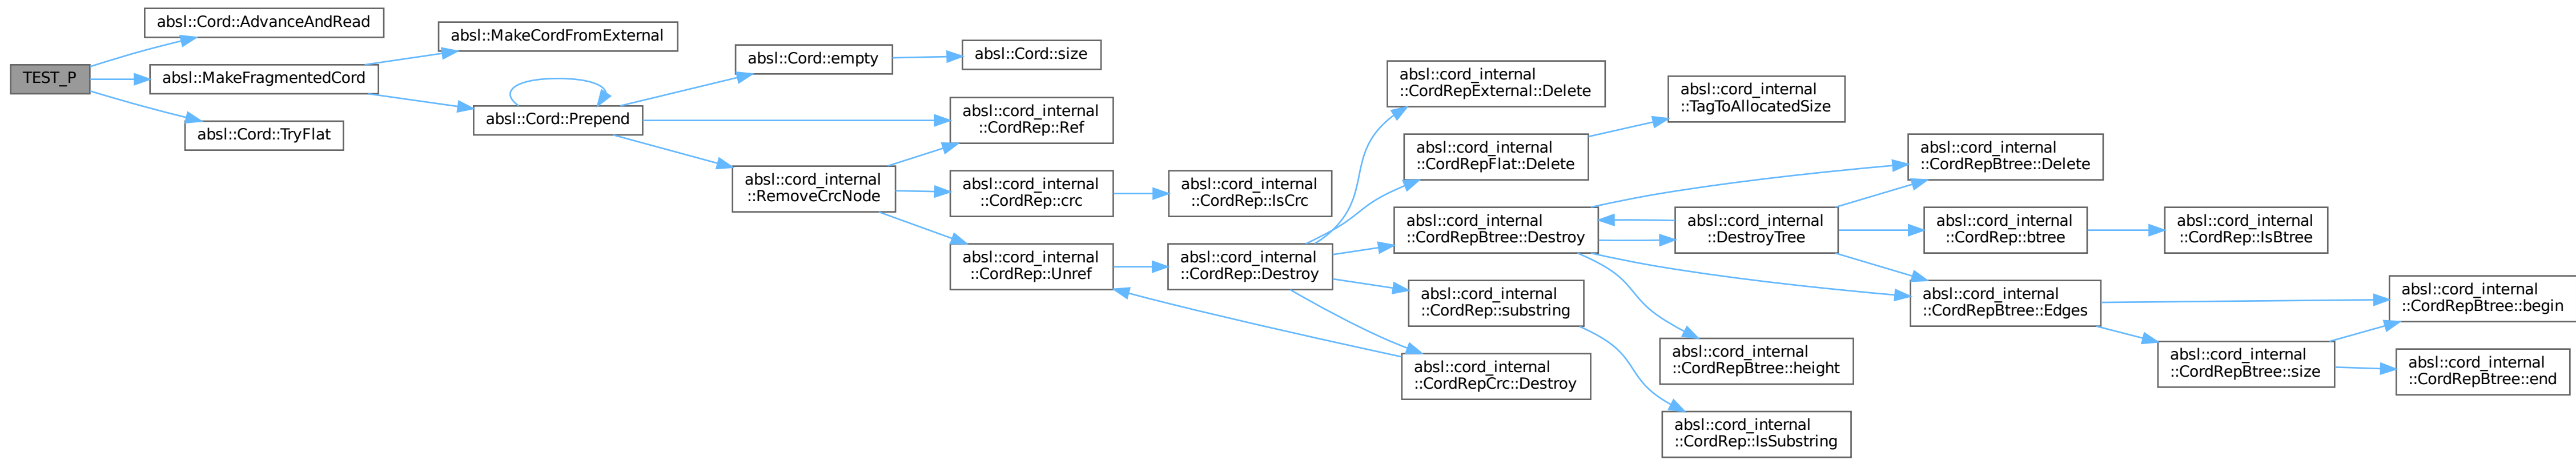 TEST_P
absl::Cord::AdvanceAndRead
absl::MakeFragmentedCord
absl::Cord::TryFlat
absl::MakeCordFromExternal
absl::Cord::Prepend
absl::Cord::empty
absl::Cord::size
absl::cord_internal
::CordRep::Ref
absl::cord_internal
::RemoveCrcNode
absl::cord_internal
::CordRep::crc
absl::cord_internal
::CordRep::IsCrc
absl::cord_internal
::CordRep::Unref
absl::cord_internal
::CordRep::Destroy
absl::cord_internal
::CordRepExternal::Delete
absl::cord_internal
::CordRepFlat::Delete
absl::cord_internal
::TagToAllocatedSize
absl::cord_internal
::CordRepBtree::Destroy
absl::cord_internal
::DestroyTree
absl::cord_internal
::CordRepBtree::Delete
absl::cord_internal
::CordRep::btree
absl::cord_internal
::CordRep::IsBtree
absl::cord_internal
::CordRepBtree::Edges
absl::cord_internal
::CordRepBtree::begin
absl::cord_internal
::CordRepBtree::size
absl::cord_internal
::CordRepBtree::end
absl::cord_internal
::CordRep::substring
absl::cord_internal
::CordRepBtree::height
absl::cord_internal
::CordRepCrc::Destroy
absl::cord_internal
::CordRep::IsSubstring